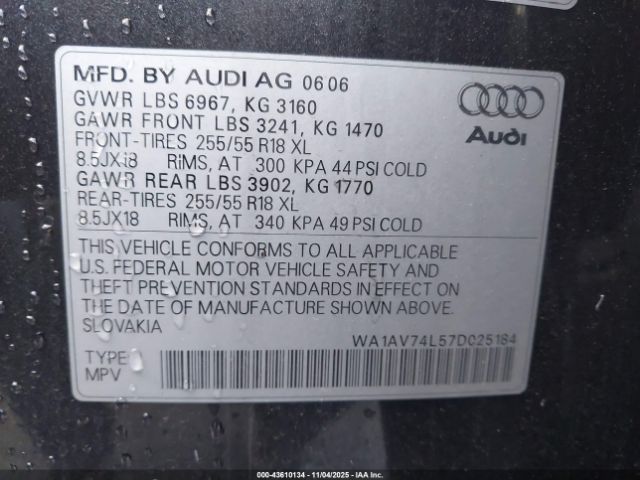 MFD. BY AUDI AG 06 06
GVWR LBS 6967, KG 3160
GAWR FRONT LBS 3241, KG 1470
FRONT-TIRES 255/55 R18 XL
8.5JX18 RIMS, AT 300 KPA 44 PSI COLD
GAWR REAR LBS 3902, KG 1770
REAR-TIRES 255/55 R18 XL
8.5JX18 RIMS, AT 340 KPA 49 PSI COLD
Audi
THIS VEHICLE CONFORMS TO ALL APPLICABLE
U.S. FEDERAL MOTOR VEHICLE SAFETY AND
THEFT PREVENTION STANDARDS IN EFFECT ON
THE DATE OF MANUFACTURE SHOWN ABOVE.
SLOVAKIA
WA1AV74L57D025184
TYPE
MPV
000-43610134 - 11/04/2025 - IAA Inc.